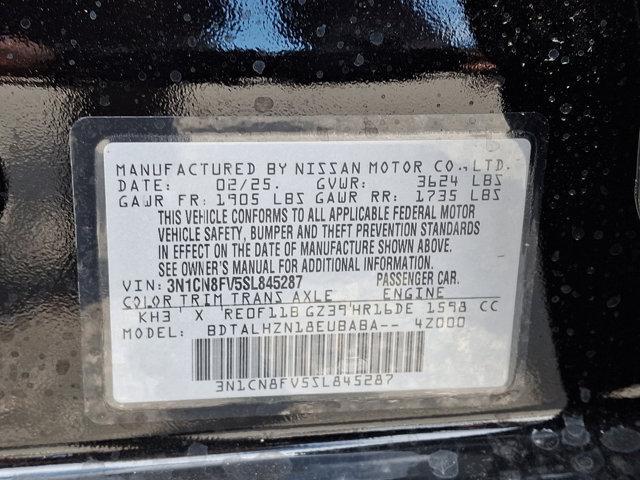 MANUFACTURED BY NISSAN MOTOR CO., LTD.
DATE: 02/25. GVWR: 3624 LBS
GAWR FR: 1905 LBS GAWR RR: 1735 LBS
THIS VEHICLE CONFORMS TO ALL APPLICABLE FEDERAL MOTOR
VEHICLE SAFETY, BUMPER AND THEFT PREVENTION STANDARDS
IN EFFECT ON THE DATE OF MANUFACTURE SHOWN ABOVE.
SEE OWNER'S MANUAL FOR ADDITIONAL INFORMATION.
VIN: 3N1CN8FV5SL845287 PASSENGER CAR.
COLOR TRIM TRANS AXLE ENGINE
KH3 X RE0F11B GZ39 HR16DE 1598 CC
MODEL: BDTALHZN18EUBABA-- 4Z000
3N1CN8FV5SL845287